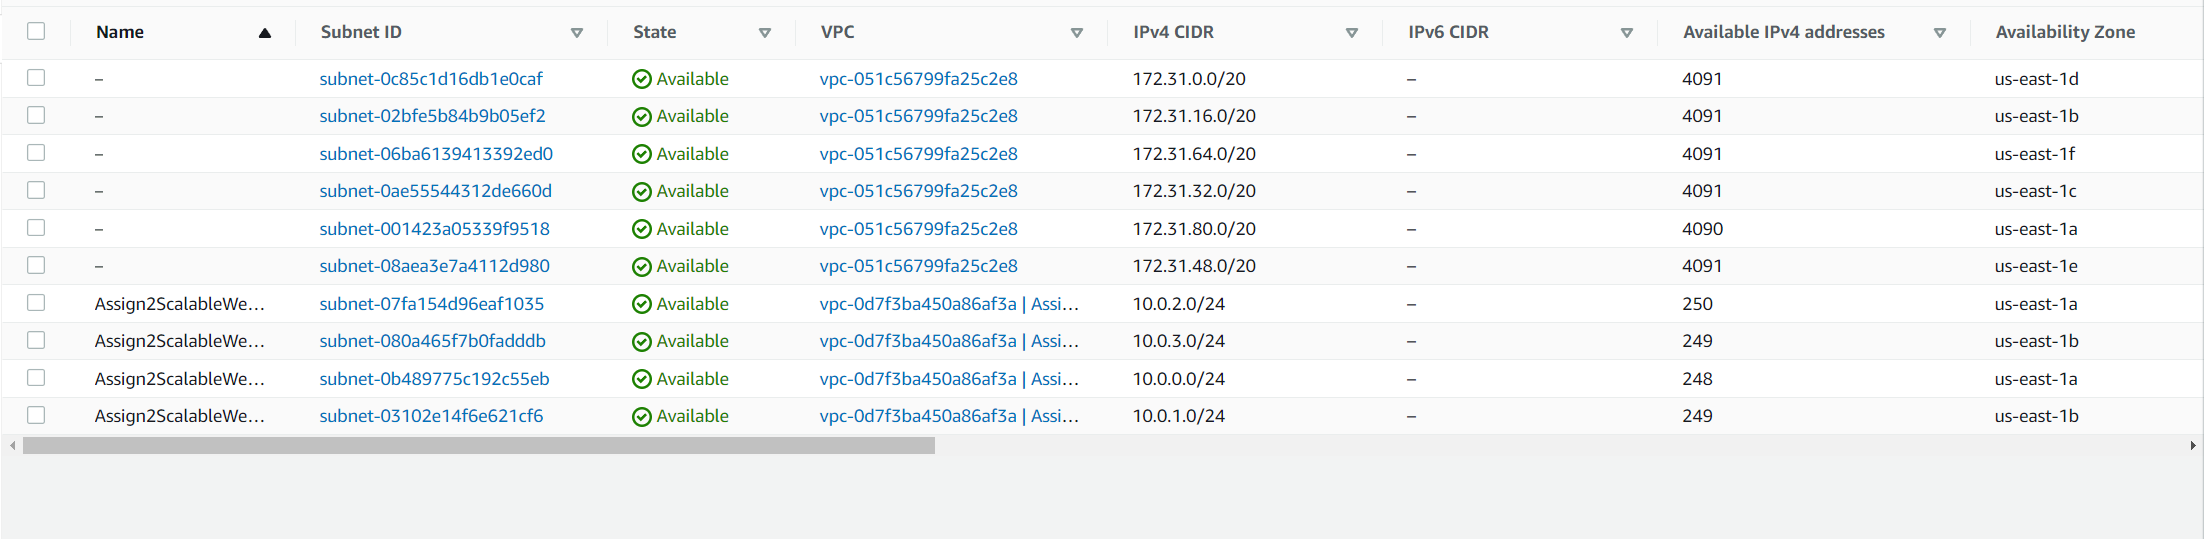 Name Subnet ID State VPC IPv4 CIDR IPv6 CIDR Available IPv4 addresses Availability Zone
– subnet-0c85c1d16db1e0caf Available vpc-051c56799fa25c2e8 172.31.0.0/20 – 4091 us-east-1d
– subnet-02bfe5b84b9b05ef2 Available vpc-051c56799fa25c2e8 172.31.16.0/20 – 4091 us-east-1b
– subnet-06ba6139413392ed0 Available vpc-051c56799fa25c2e8 172.31.64.0/20 – 4091 us-east-1f
– subnet-0ae55544312de660d Available vpc-051c56799fa25c2e8 172.31.32.0/20 – 4091 us-east-1c
– subnet-001423a05339f9518 Available vpc-051c56799fa25c2e8 172.31.80.0/20 – 4090 us-east-1a
– subnet-08aea3e7a4112d980 Available vpc-051c56799fa25c2e8 172.31.48.0/20 – 4091 us-east-1e
Assign2ScalableWe... subnet-07fa154d96eaf1035 Available vpc-0d7f3ba450a86af3a | Assi... 10.0.2.0/24 – 250 us-east-1a
Assign2ScalableWe... subnet-080a465f7b0fadddb Available vpc-0d7f3ba450a86af3a | Assi... 10.0.3.0/24 – 249 us-east-1b
Assign2ScalableWe... subnet-0b489775c192c55eb Available vpc-0d7f3ba450a86af3a | Assi... 10.0.0.0/24 – 248 us-east-1a
Assign2ScalableWe... subnet-03102e14f6e621cf6 Available vpc-0d7f3ba450a86af3a | Assi... 10.0.1.0/24 – 249 us-east-1b